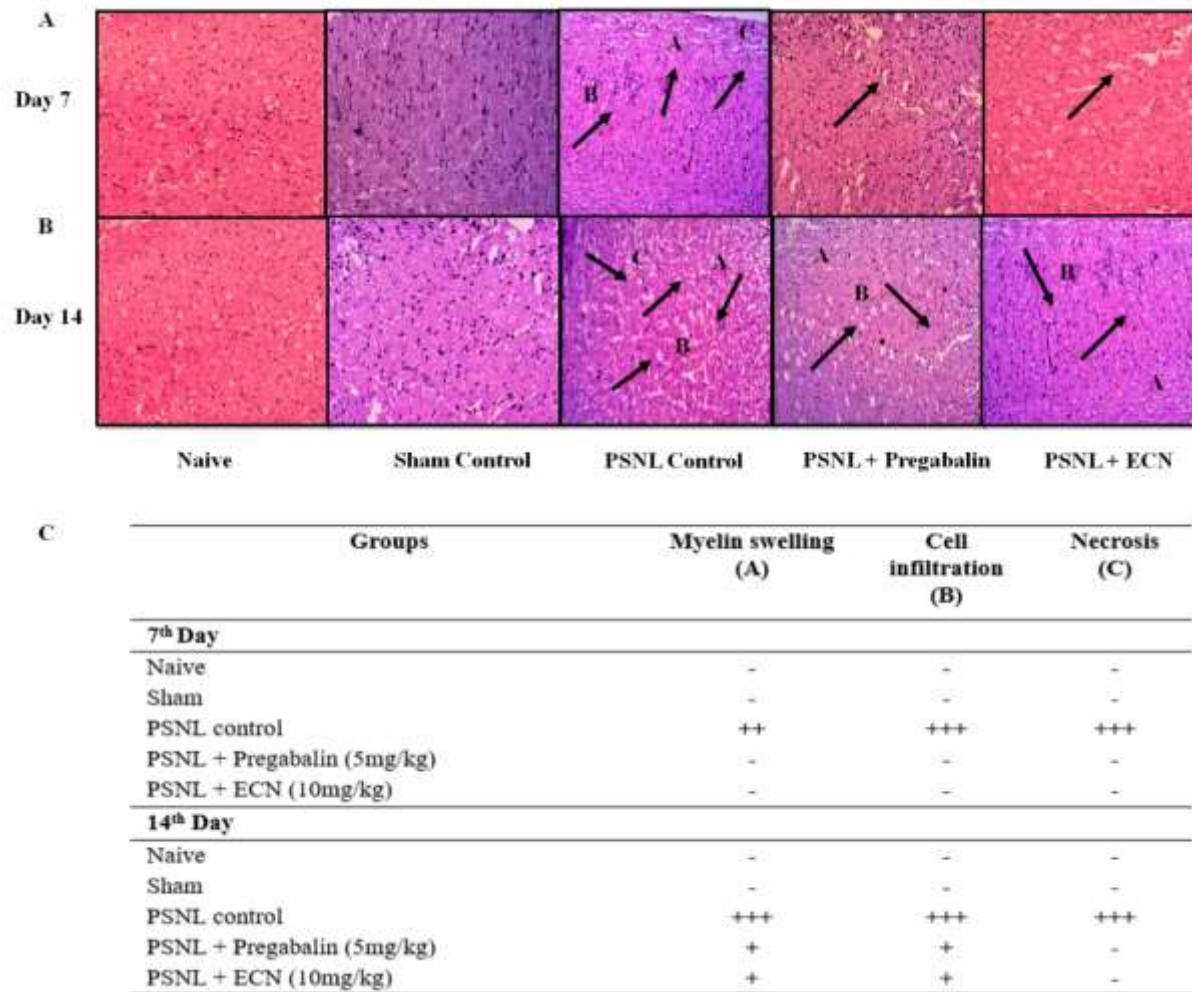 A
Day 7
A C
B
B
Day 14
C A
B
A
B
B
A
Naive Sham Control PSNL Control PSNL + Pregabalin PSNL + ECN
C
Groups Myelin swelling (A) Cell infiltration (B) Necrosis (C)
7th Day
Naive - - -
Sham - - -
PSNL control ++ +++ +++
PSNL + Pregabalin (5mg/kg) - - -
PSNL + ECN (10mg/kg) - - -
14th Day
Naive - - -
Sham - - -
PSNL control +++ +++ +++
PSNL + Pregabalin (5mg/kg) + + -
PSNL + ECN (10mg/kg) + + -